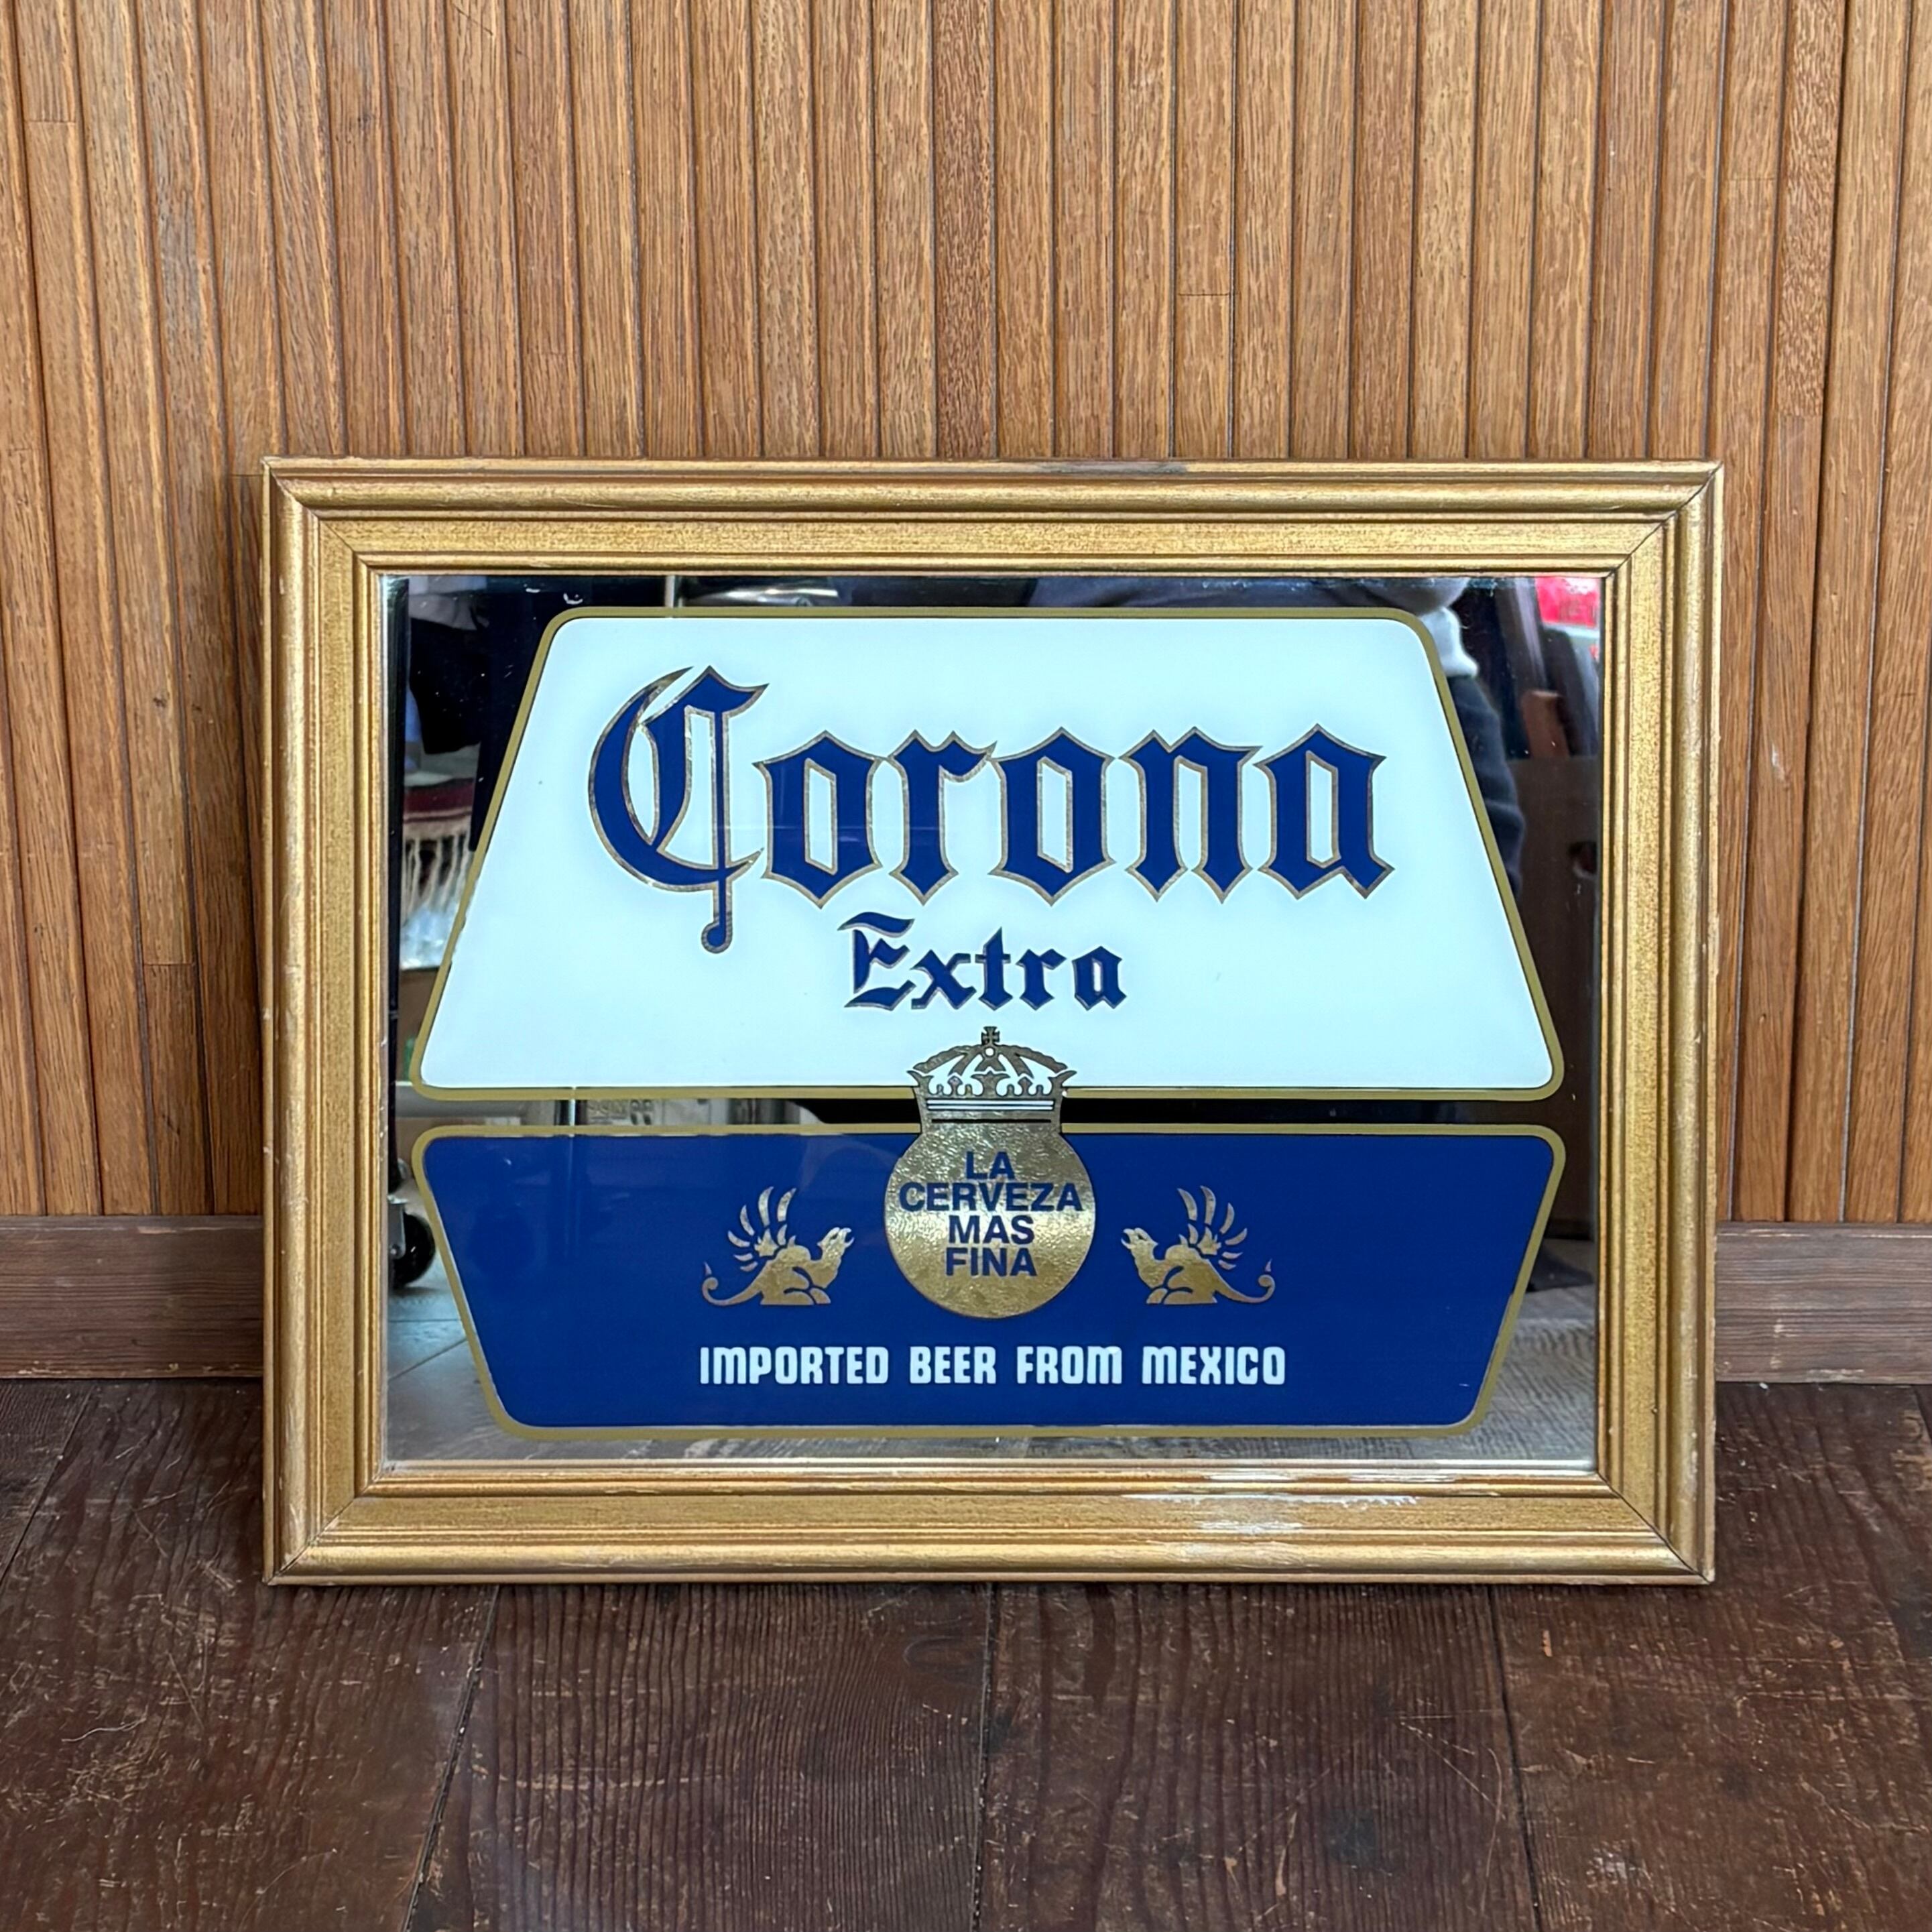 Corona
Extra
LA
CERVEZA
MAS
FINA
IMPORTED BEER FROM MEXICO